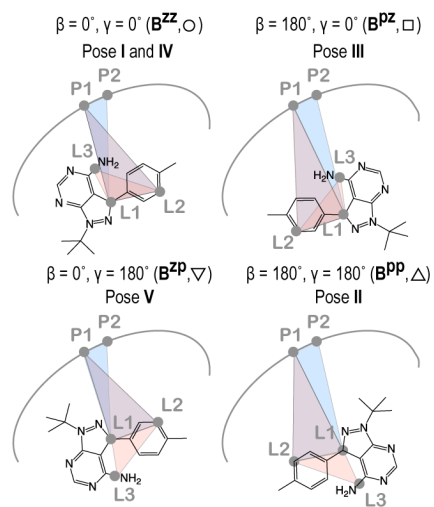 β = 0°, γ = 0° (B^zz, ○)
Pose I and IV
P2
P1
L3
NH₂
N
N
L1
L2
N
N
β = 180°, γ = 0° (B^pz, □)
Pose III
P1 P2
L3
N
H₂N
N
L1
L2
N
N
β = 0°, γ = 180° (B^zp, ▽)
Pose V
P2
P1
L2
N
N
L1
N
N
NH₂
L3
β = 180°, γ = 180° (B^pp, △)
Pose II
P1 P2
L1
N
N
L2
N
N
H₂N
L3